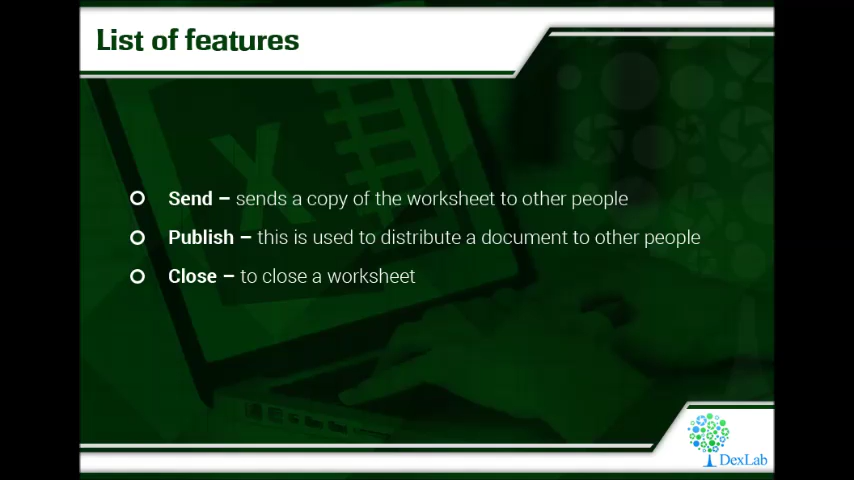 List of features
Send – sends a copy of the worksheet to other people
Publish – this is used to distribute a document to other people
Close – to close a worksheet
DexLab